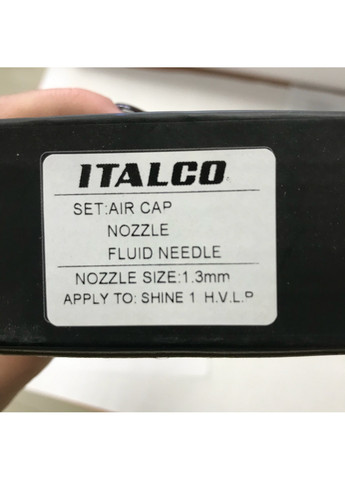 ITALCO
SET:AIR CAP
NOZZLE
FLUID NEEDLE
NOZZLE SIZE:1.3mm
APPLY TO: SHINE 1 H.V.L.P